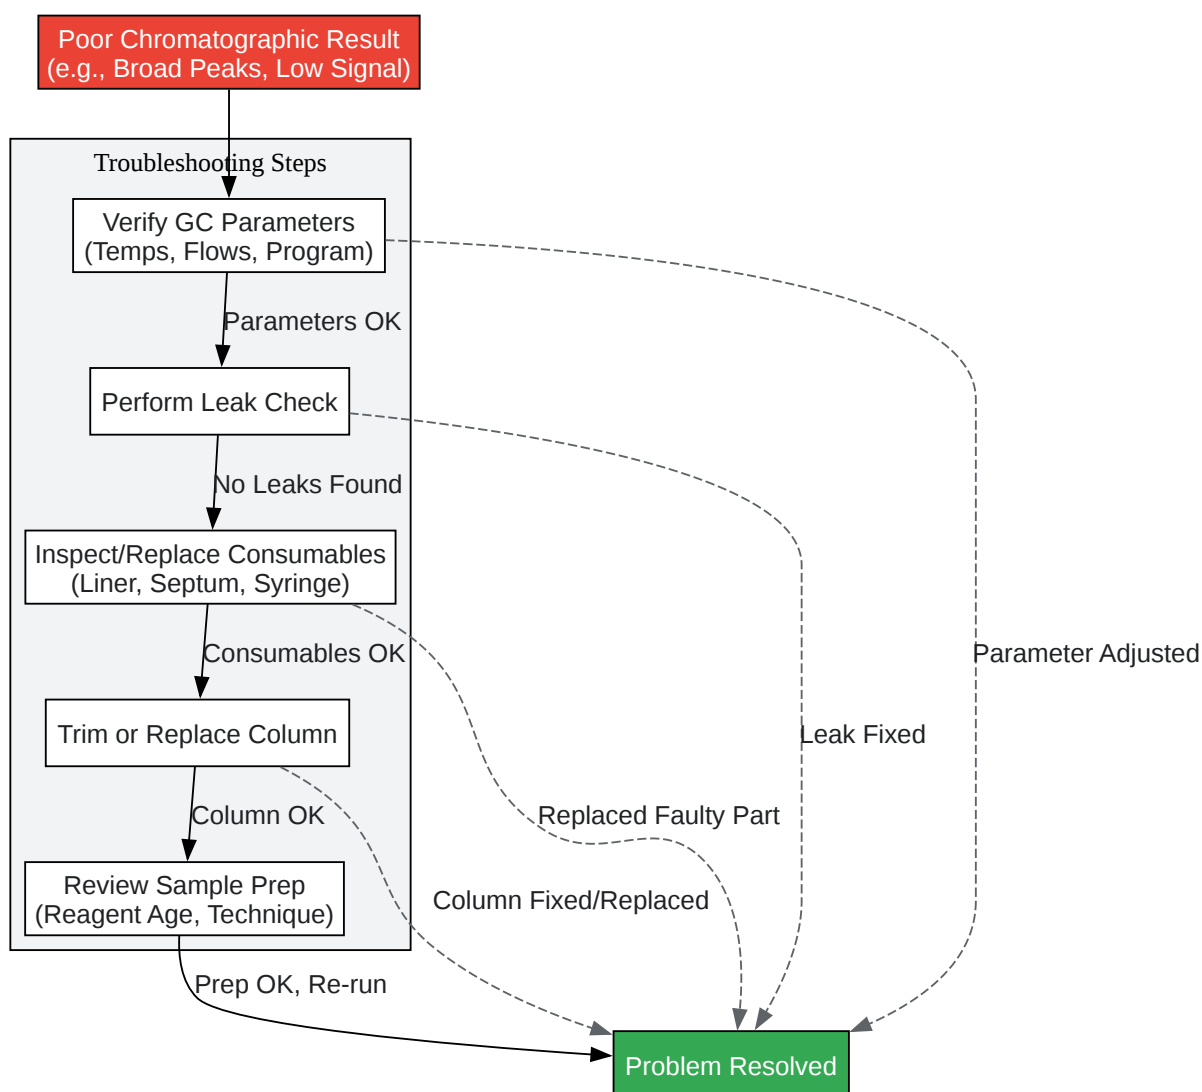 Poor Chromatographic Result
(e.g., Broad Peaks, Low Signal)
Troubleshooting Steps
Verify GC Parameters
(Temps, Flows, Program)
Parameters OK
Perform Leak Check
No Leaks Found
Inspect/Replace Consumables
(Liner, Septum, Syringe)
Consumables OK
Parameter Adjusted
Trim or Replace Column
Leak Fixed
Column OK
Replaced Faulty Part
Review Sample Prep
(Reagent Age, Technique)
Column Fixed/Replaced
Prep OK, Re-run
Problem Resolved